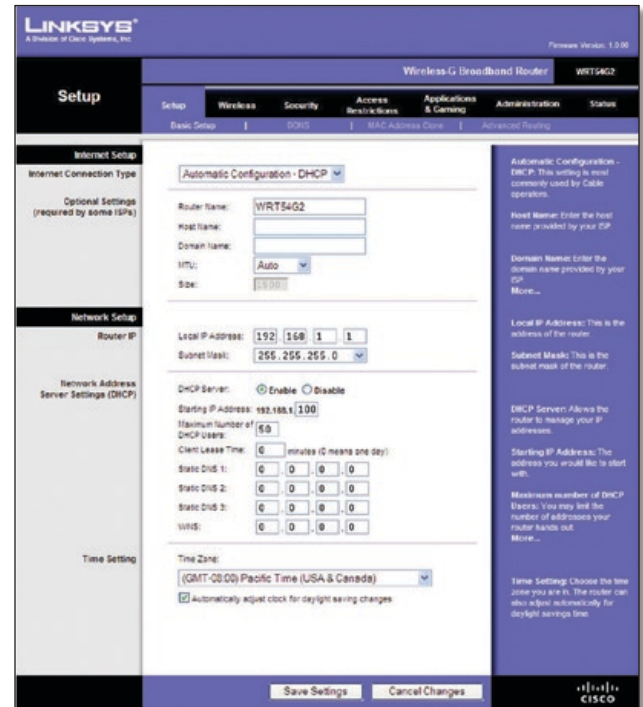 LINKSYS®
A Division of Cisco Systems, Inc.
Firmware Version: 1.0.00
Wireless-G Broadband Router
WRT54G2
Setup
Setup
Wireless
Security
Access Restrictions
Applications & Gaming
Administration
Status
Basic Setup | DDNS | MAC Address Clone | Advanced Routing
Internet Setup
Internet Connection Type
Automatic Configuration - DHCP
Optional Settings
(required by some ISPs)
Router Name: WRT54G2
Host Name:
Domain Name:
MTU: Auto
Size: 1500
Network Setup
Router IP
Local IP Address: 192 . 168 . 1 . 1
Subnet Mask: 255.255.255.0
Network Address
Server Settings (DHCP)
DHCP Server: Enable Disable
Starting IP Address: 192.168.1. 100
Maximum Number of
DHCP Users: 50
Client Lease Time: 0 minutes (0 means one day)
Static DNS 1: 0 . 0 . 0 . 0
Static DNS 2: 0 . 0 . 0 . 0
Static DNS 3: 0 . 0 . 0 . 0
WINS: 0 . 0 . 0 . 0
Time Setting
Time Zone:
(GMT-08:00) Pacific Time (USA & Canada)
Automatically adjust clock for daylight saving changes
Automatic Configuration -
DHCP: This setting is most
commonly used by Cable
operators.
Host Name: Enter the host
name provided by your ISP.
Domain Name: Enter the
domain name provided by your
ISP.
More...
Local IP Address: This is the
address of the router.
Subnet Mask: This is the
subnet mask of the router.
DHCP Server: Allows the
router to manage your IP
addresses.
Starting IP Address: The
address you would like to start
with.
Maximum number of DHCP
Users: You may limit the
number of addresses your
router hands out.
More...
Time Setting: Choose the time
zone you are in. The router can
also adjust automatically for
daylight savings time.
Save Settings
Cancel Changes
CISCO